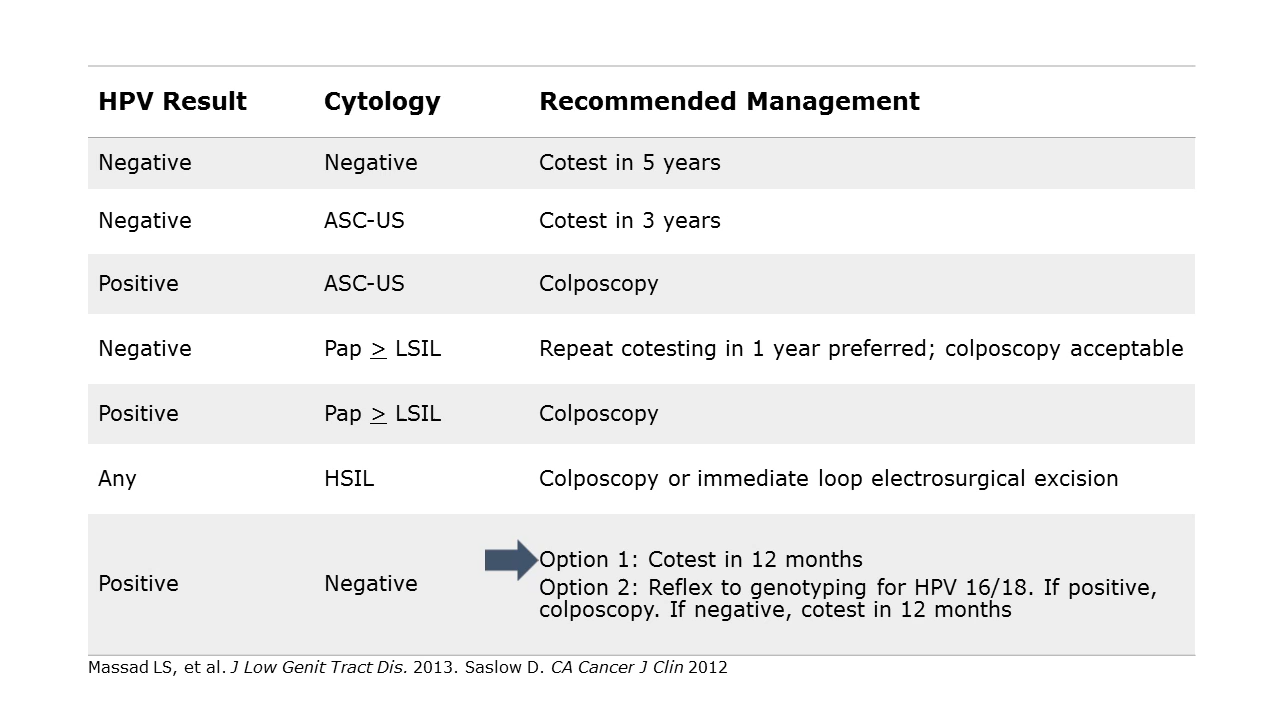 HPV Result Cytology Recommended Management
Negative Negative Cotest in 5 years
Negative ASC-US Cotest in 3 years
Positive ASC-US Colposcopy
Negative Pap > LSIL Repeat cotesting in 1 year preferred; colposcopy acceptable
Positive Pap > LSIL Colposcopy
Any HSIL Colposcopy or immediate loop electrosurgical excision
Positive Negative Option 1: Cotest in 12 months
Option 2: Reflex to genotyping for HPV 16/18. If positive,
colposcopy. If negative, cotest in 12 months
Massad LS, et al. J Low Genit Tract Dis. 2013. Saslow D. CA Cancer J Clin 2012